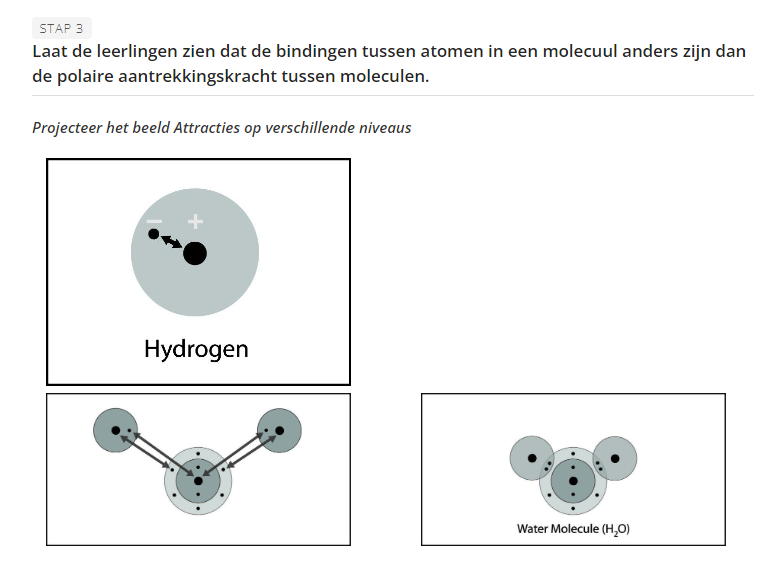 STAP 3
Laat de leerlingen zien dat de bindingen tussen atomen in een molecuul anders zijn dan
de polaire aantrekkingskracht tussen moleculen.
Projecteer het beeld Attracties op verschillende niveaus
− +
Hydrogen
Water Molecule (H₂O)